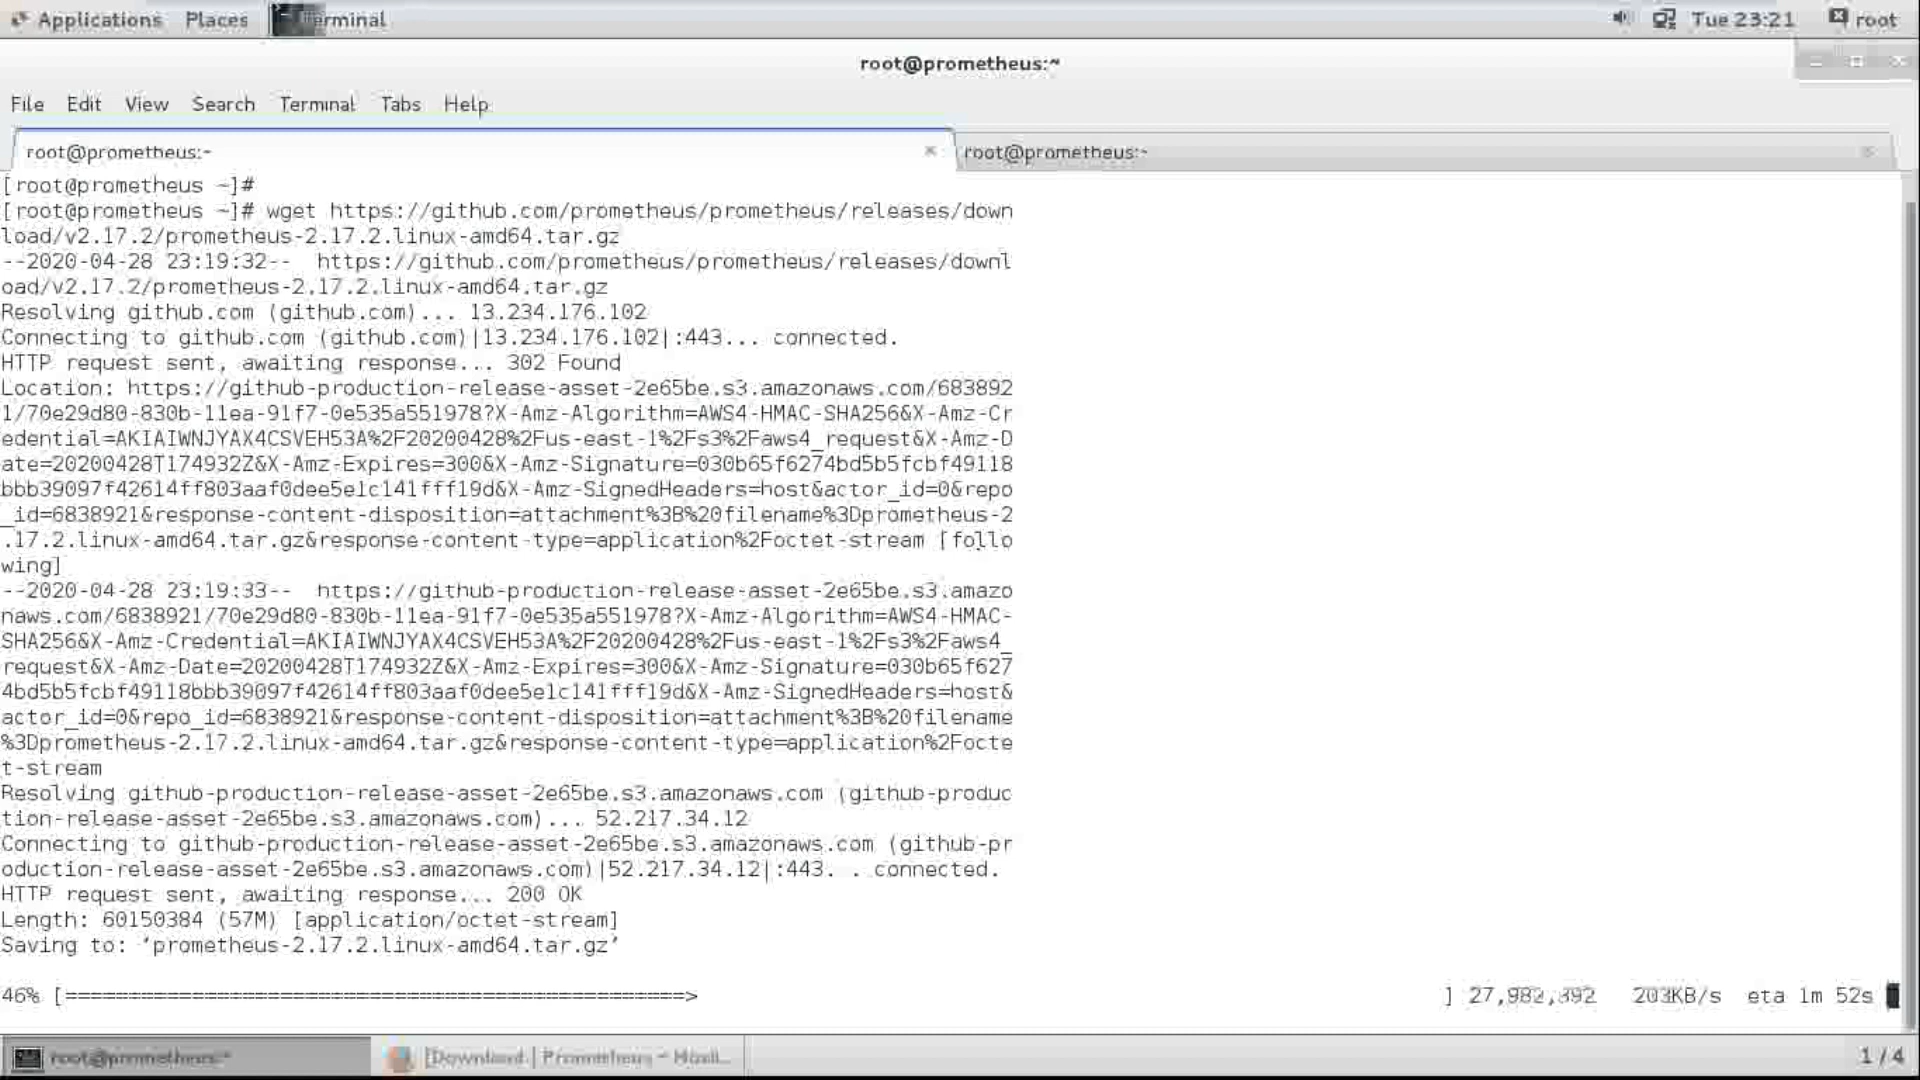 Applications Places Terminal Tue 23:21 root
root@prometheus:~
File Edit View Search Terminal Tabs Help
root@prometheus:~ × root@prometheus:~ ×
[root@prometheus ~]#
[root@prometheus ~]# wget https://github.com/prometheus/prometheus/releases/down
load/v2.17.2/prometheus-2.17.2.linux-amd64.tar.gz
--2020-04-28 23:19:32--  https://github.com/prometheus/prometheus/releases/downl
oad/v2.17.2/prometheus-2.17.2.linux-amd64.tar.gz
Resolving github.com (github.com)... 13.234.176.102
Connecting to github.com (github.com)|13.234.176.102|:443... connected.
HTTP request sent, awaiting response... 302 Found
Location: https://github-production-release-asset-2e65be.s3.amazonaws.com/683892
1/70e29d80-830b-11ea-91f7-0e535a551978?X-Amz-Algorithm=AWS4-HMAC-SHA256&X-Amz-Cr
edential=AKIAIWNJYAX4CSVEH53A%2F20200428%2Fus-east-1%2Fs3%2Faws4_request&X-Amz-D
ate=20200428T174932Z&X-Amz-Expires=300&X-Amz-Signature=030b65f6274bd5b5fcbf49118
bbb39097f42614ff803aaf0dee5e1c141fff19d&X-Amz-SignedHeaders=host&actor_id=0&repo
_id=6838921&response-content-disposition=attachment%3B%20filename%3Dprometheus-2
.17.2.linux-amd64.tar.gz&response-content-type=application%2Foctet-stream [follo
wing]
--2020-04-28 23:19:33--  https://github-production-release-asset-2e65be.s3.amazo
naws.com/6838921/70e29d80-830b-11ea-91f7-0e535a551978?X-Amz-Algorithm=AWS4-HMAC-
SHA256&X-Amz-Credential=AKIAIWNJYAX4CSVEH53A%2F20200428%2Fus-east-1%2Fs3%2Faws4_
request&X-Amz-Date=20200428T174932Z&X-Amz-Expires=300&X-Amz-Signature=030b65f627
4bd5b5fcbf49118bbb39097f42614ff803aaf0dee5e1c141fff19d&X-Amz-SignedHeaders=host&
actor_id=0&repo_id=6838921&response-content-disposition=attachment%3B%20filename
%3Dprometheus-2.17.2.linux-amd64.tar.gz&response-content-type=application%2Focte
t-stream
Resolving github-production-release-asset-2e65be.s3.amazonaws.com (github-produc
tion-release-asset-2e65be.s3.amazonaws.com)... 52.217.34.12
Connecting to github-production-release-asset-2e65be.s3.amazonaws.com (github-pr
oduction-release-asset-2e65be.s3.amazonaws.com)|52.217.34.12|:443. . connected.
HTTP request sent, awaiting response... 200 OK
Length: 60150384 (57M) [application/octet-stream]
Saving to: ‘prometheus-2.17.2.linux-amd64.tar.gz’
46% [=================================================> ] 27,982,392 203KB/s eta 1m 52s
root@prometheus:~ [Download | Prometheus - Mozil... 1 / 4